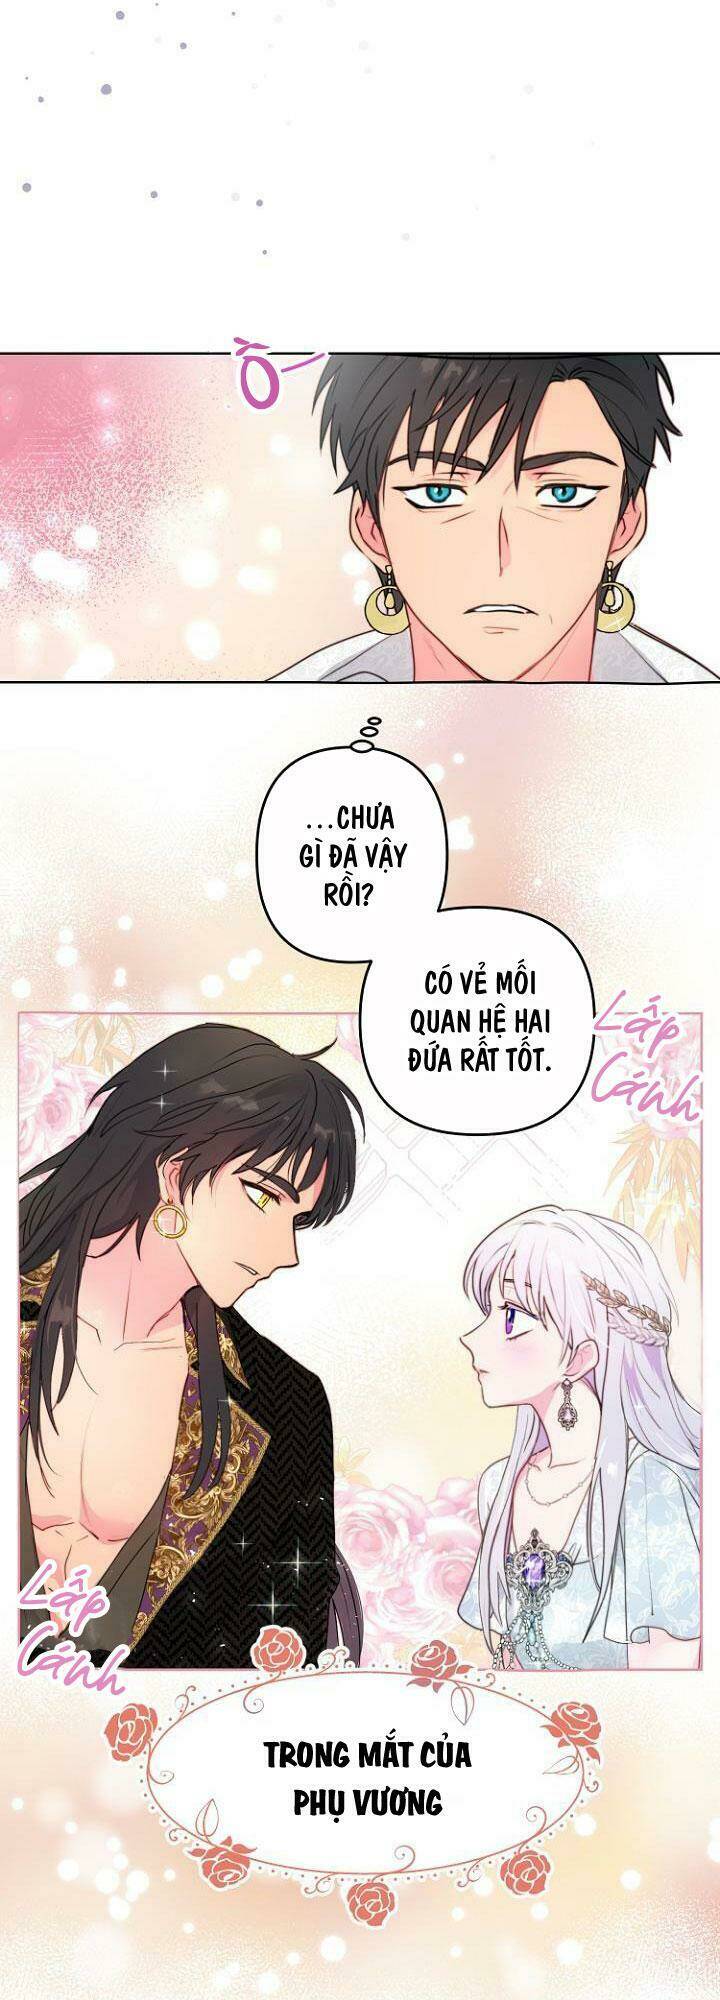 Ồ
...CHƯA
GÌ ĐÃ VẬY
RỒI?
CÓ VẺ MỐI
QUAN HỆ HAI
ĐỨA RẤT TỐT.
Lấp
Lánh
Lấp
Lánh
TRONG MẮT CỦA
PHỤ VƯƠNG